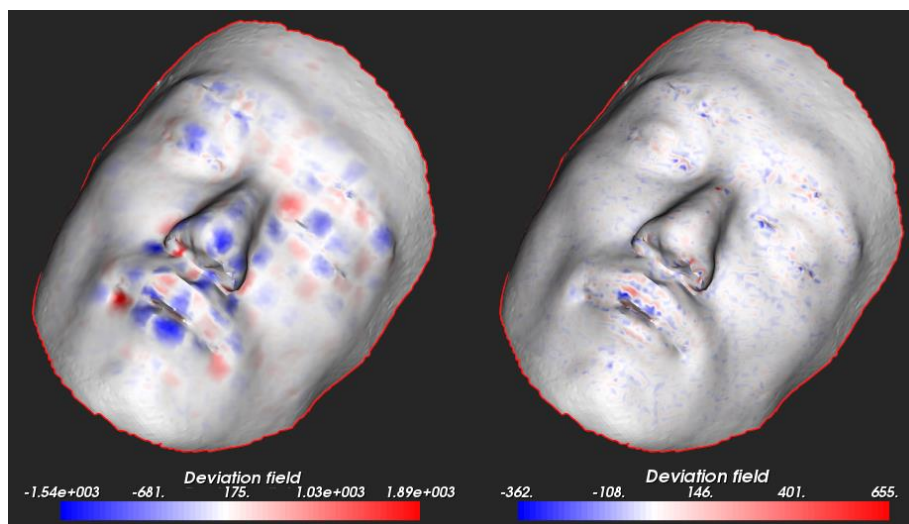 Deviation field
-1.54e+003 -681. 175. 1.03e+003 1.89e+003
Deviation field
-362. -108. 146. 401. 655.